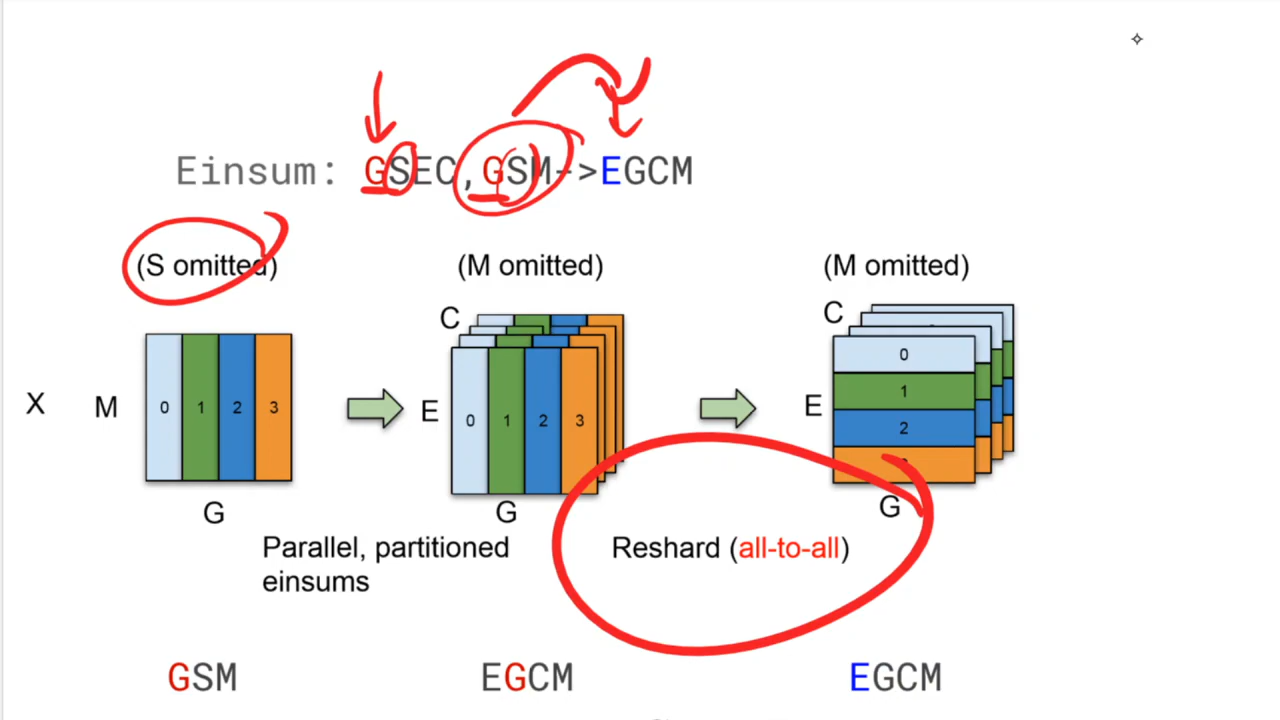 Einsum: GSEC,GSM->EGCM
(S omitted)
(M omitted)
(M omitted)
X
M
0
1
2
3
G
C
E
0
1
2
3
G
C
E
0
1
2
G
Parallel, partitioned
einsums
Reshard (all-to-all)
GSM
EGCM
EGCM